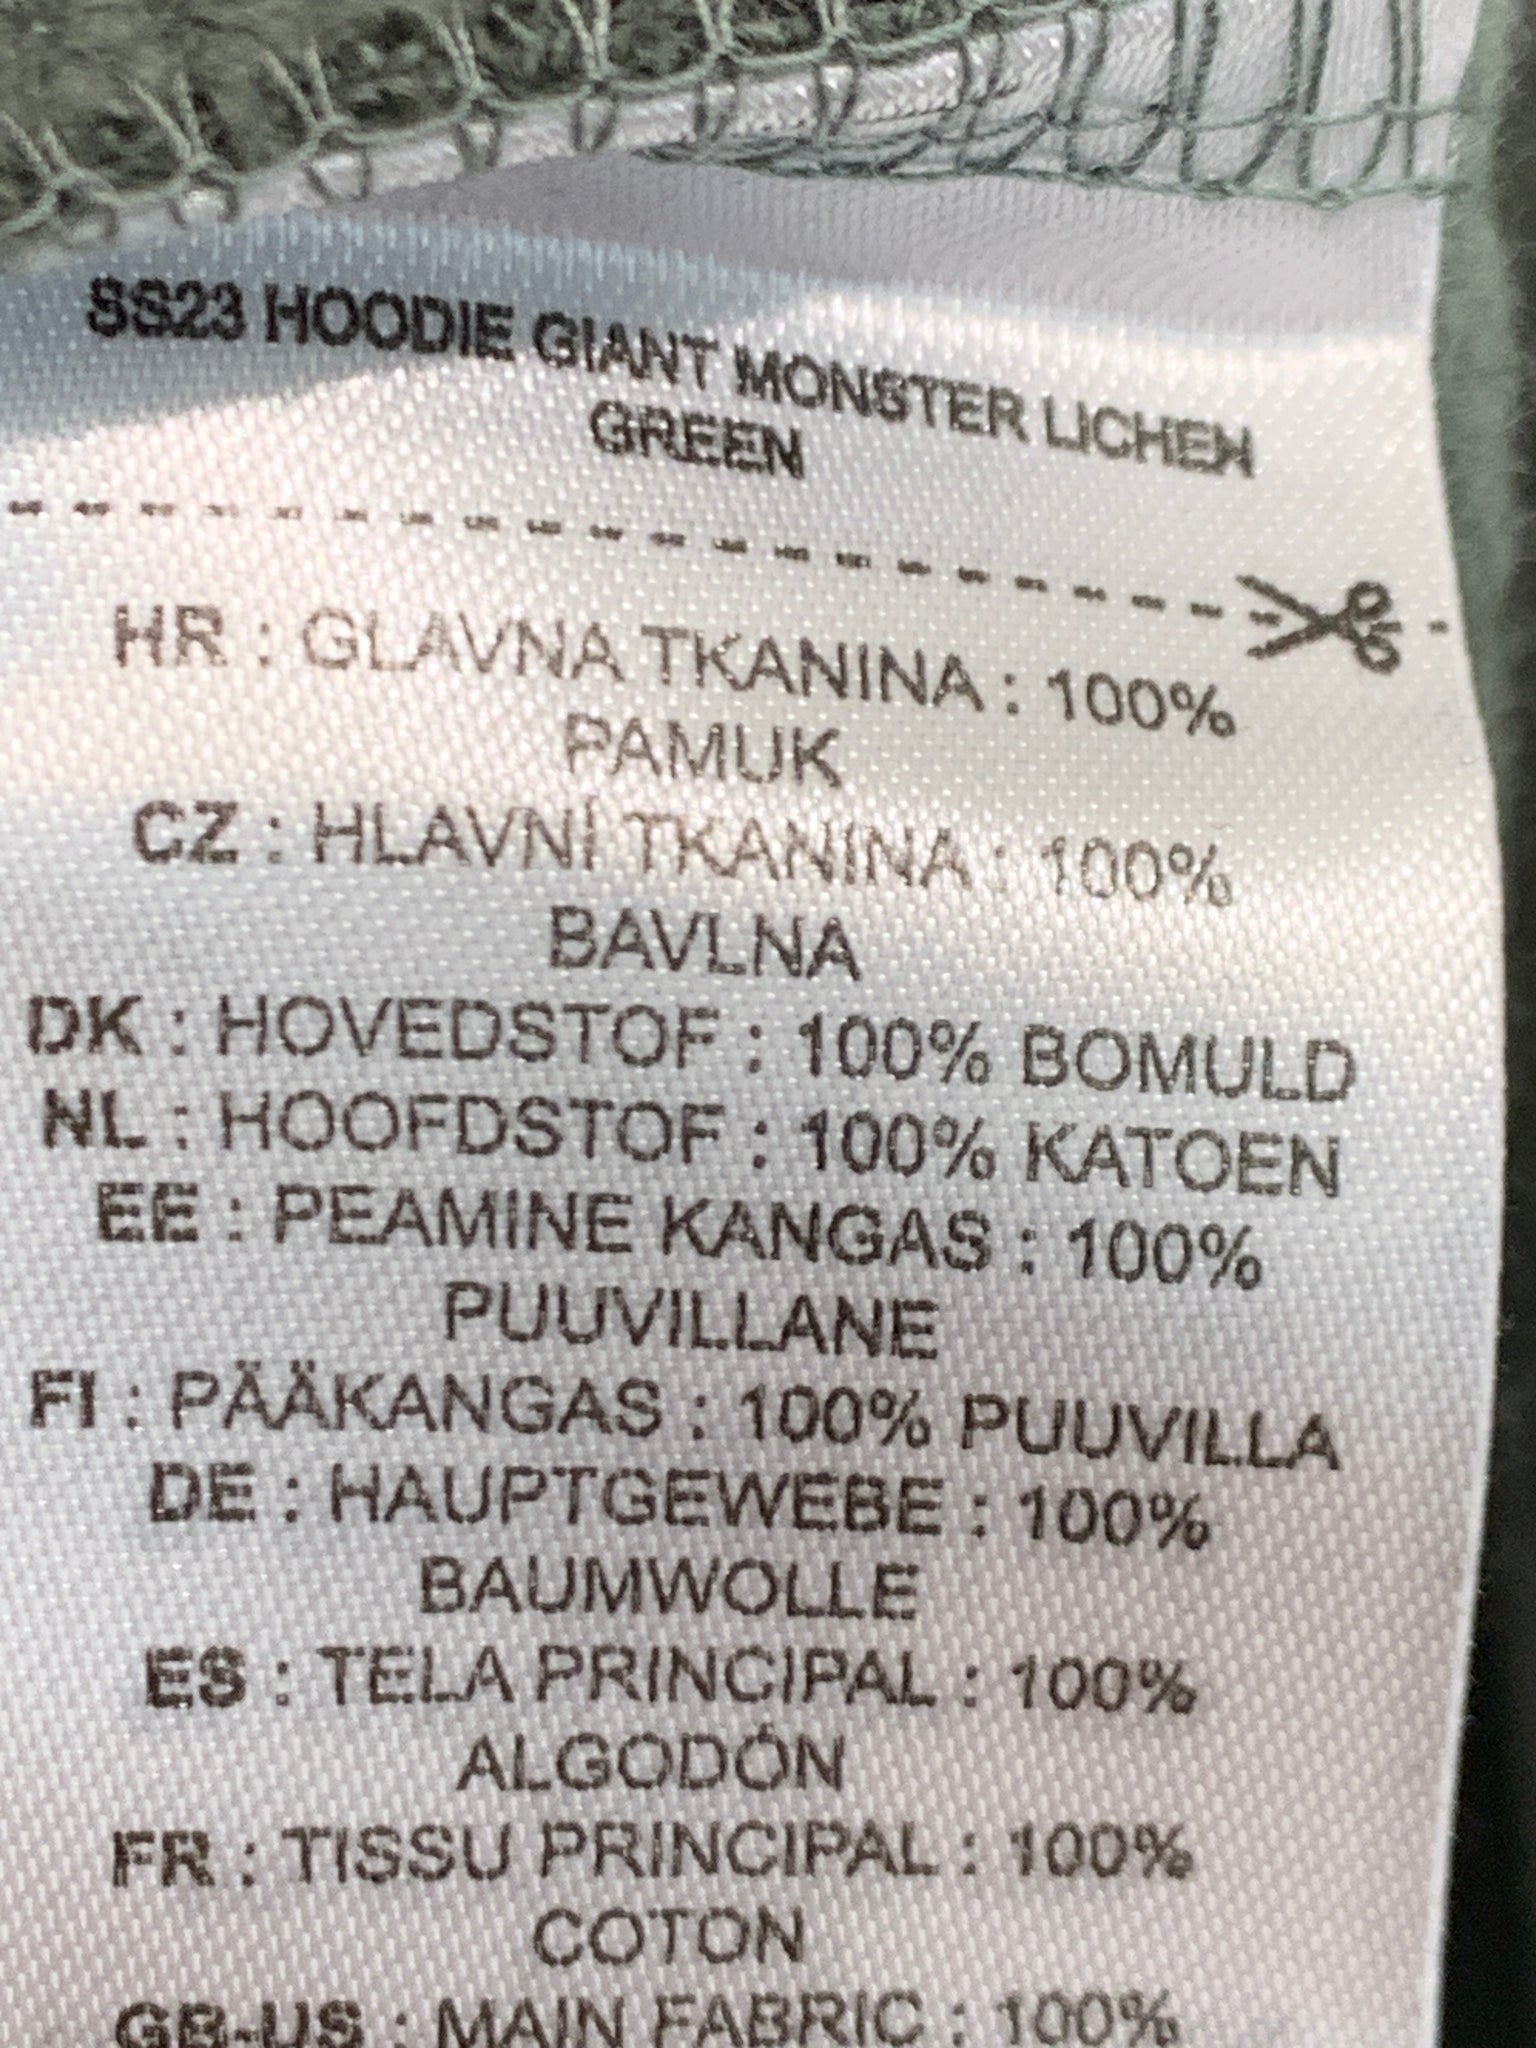 SS23 HOODIE GIANT MONSTER LICHEN
GREEN
HR : GLAVNA TKANINA : 100%
PAMUK
CZ : HLAVNÍ TKANINA : 100%
BAVLNA
DK : HOVEDSTOF : 100% BOMULD
NL : HOOFDSTOF : 100% KATOEN
EE : PEAMINE KANGAS : 100%
PUUVILLANE
FI : PÄÄKANGAS : 100% PUUVILLA
DE : HAUPTGEWEBE : 100%
BAUMWOLLE
ES : TELA PRINCIPAL : 100%
ALGODÓN
FR : TISSU PRINCIPAL : 100%
COTON
GB-US : MAIN FABRIC : 100%